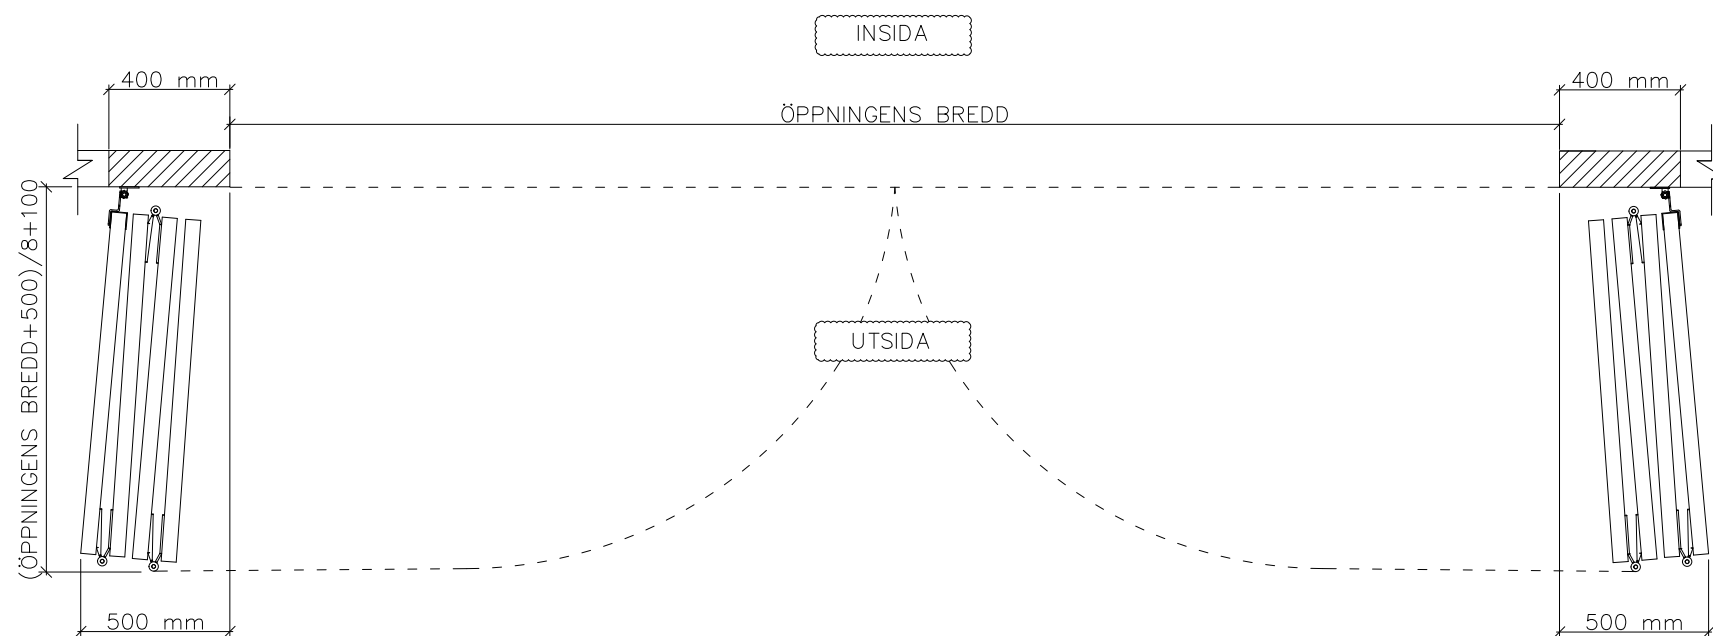 INSIDA
400 mm
400 mm
ÖPPNINGENS BREDD
(ÖPPNINGENS BREDD+500)/8+100
UTSIDA
500 mm
500 mm